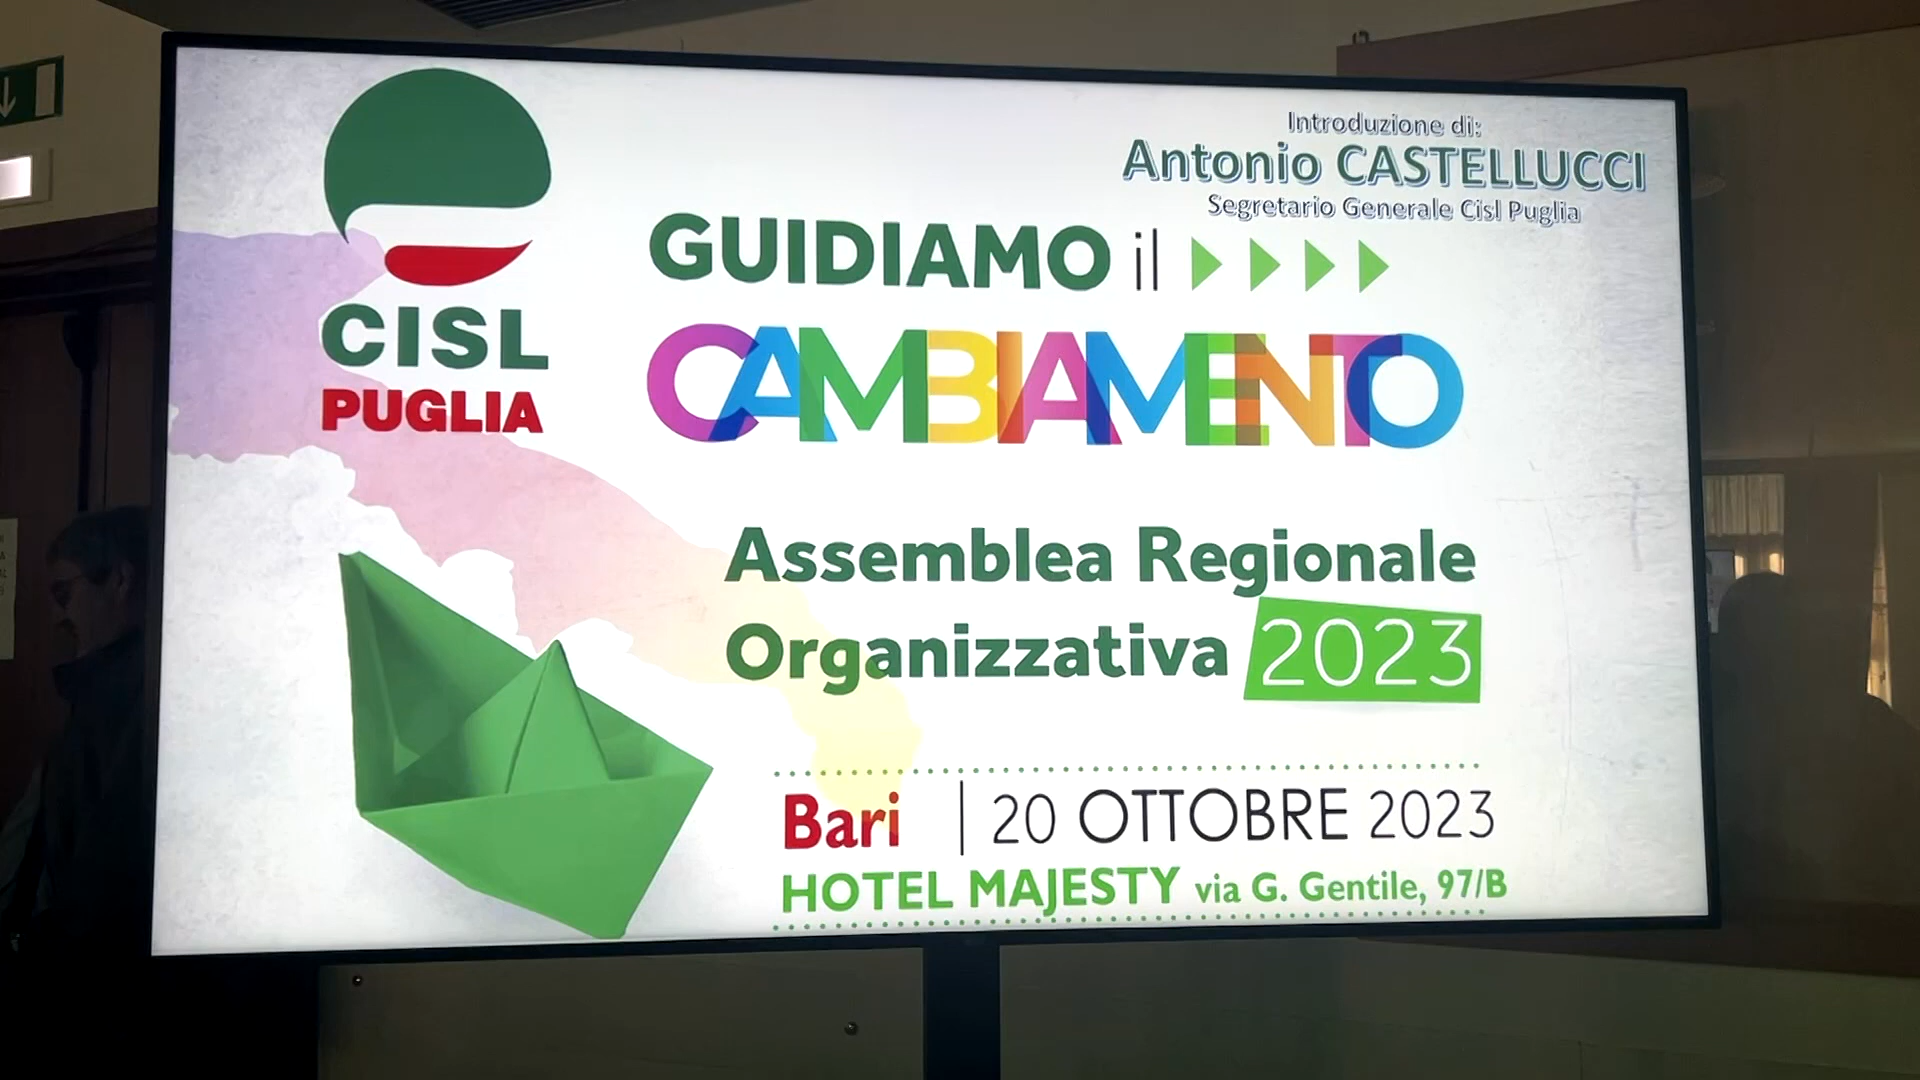 Introduzione di:
Antonio CASTELLUCCI
Segretario Generale Cisl Puglia
CISL
PUGLIA
GUIDIAMO il
CAMBIAMENTO
Assemblea Regionale
Organizzativa 2023
Bari | 20 OTTOBRE 2023
HOTEL MAJESTY via G. Gentile, 97/B